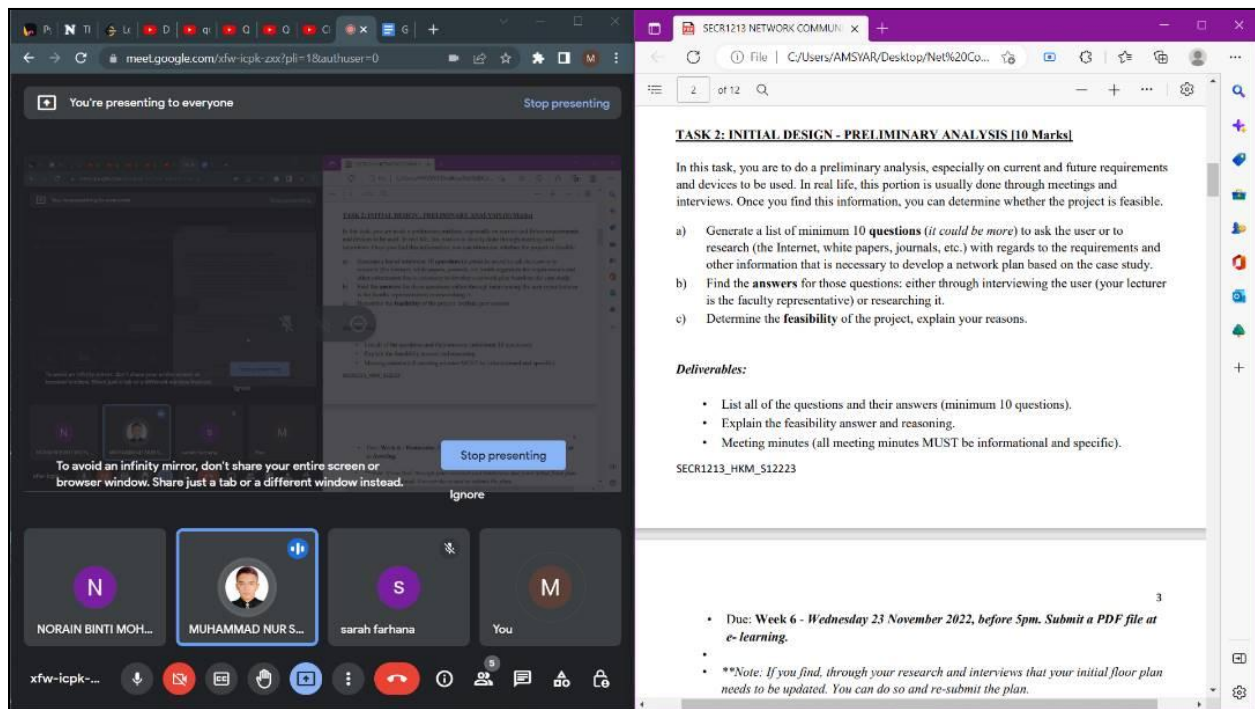 meet.google.com/xfw-icpk-zxx?pli=1&authuser=0
You're presenting to everyone
Stop presenting
To avoid an infinity mirror, don't share your entire screen or
browser window. Share just a tab or a different window instead.
Stop presenting
Ignore
N
NORAIN BINTI MOH...
MUHAMMAD NUR S...
s
sarah farhana
M
You
xfw-icpk-...
5
SECR1213 NETWORK COMMUN
File | C:/Users/AMSYAR/Desktop/Net%20Co...
2 of 12
TASK 2: INITIAL DESIGN - PRELIMINARY ANALYSIS [10 Marks]
In this task, you are to do a preliminary analysis, especially on current and future requirements
and devices to be used. In real life, this portion is usually done through meetings and
interviews. Once you find this information, you can determine whether the project is feasible.
a) Generate a list of minimum 10 questions (it could be more) to ask the user or to
research (the Internet, white papers, journals, etc.) with regards to the requirements and
other information that is necessary to develop a network plan based on the case study.
b) Find the answers for those questions: either through interviewing the user (your lecturer
is the faculty representative) or researching it.
c) Determine the feasibility of the project, explain your reasons.
Deliverables:
• List all of the questions and their answers (minimum 10 questions).
• Explain the feasibility answer and reasoning.
• Meeting minutes (all meeting minutes MUST be informational and specific).
SECR1213_HKM_S12223
3
• Due: Week 6 - Wednesday 23 November 2022, before 5pm. Submit a PDF file at
e- learning.
•
• **Note: If you find, through your research and interviews that your initial floor plan
needs to be updated. You can do so and re-submit the plan.